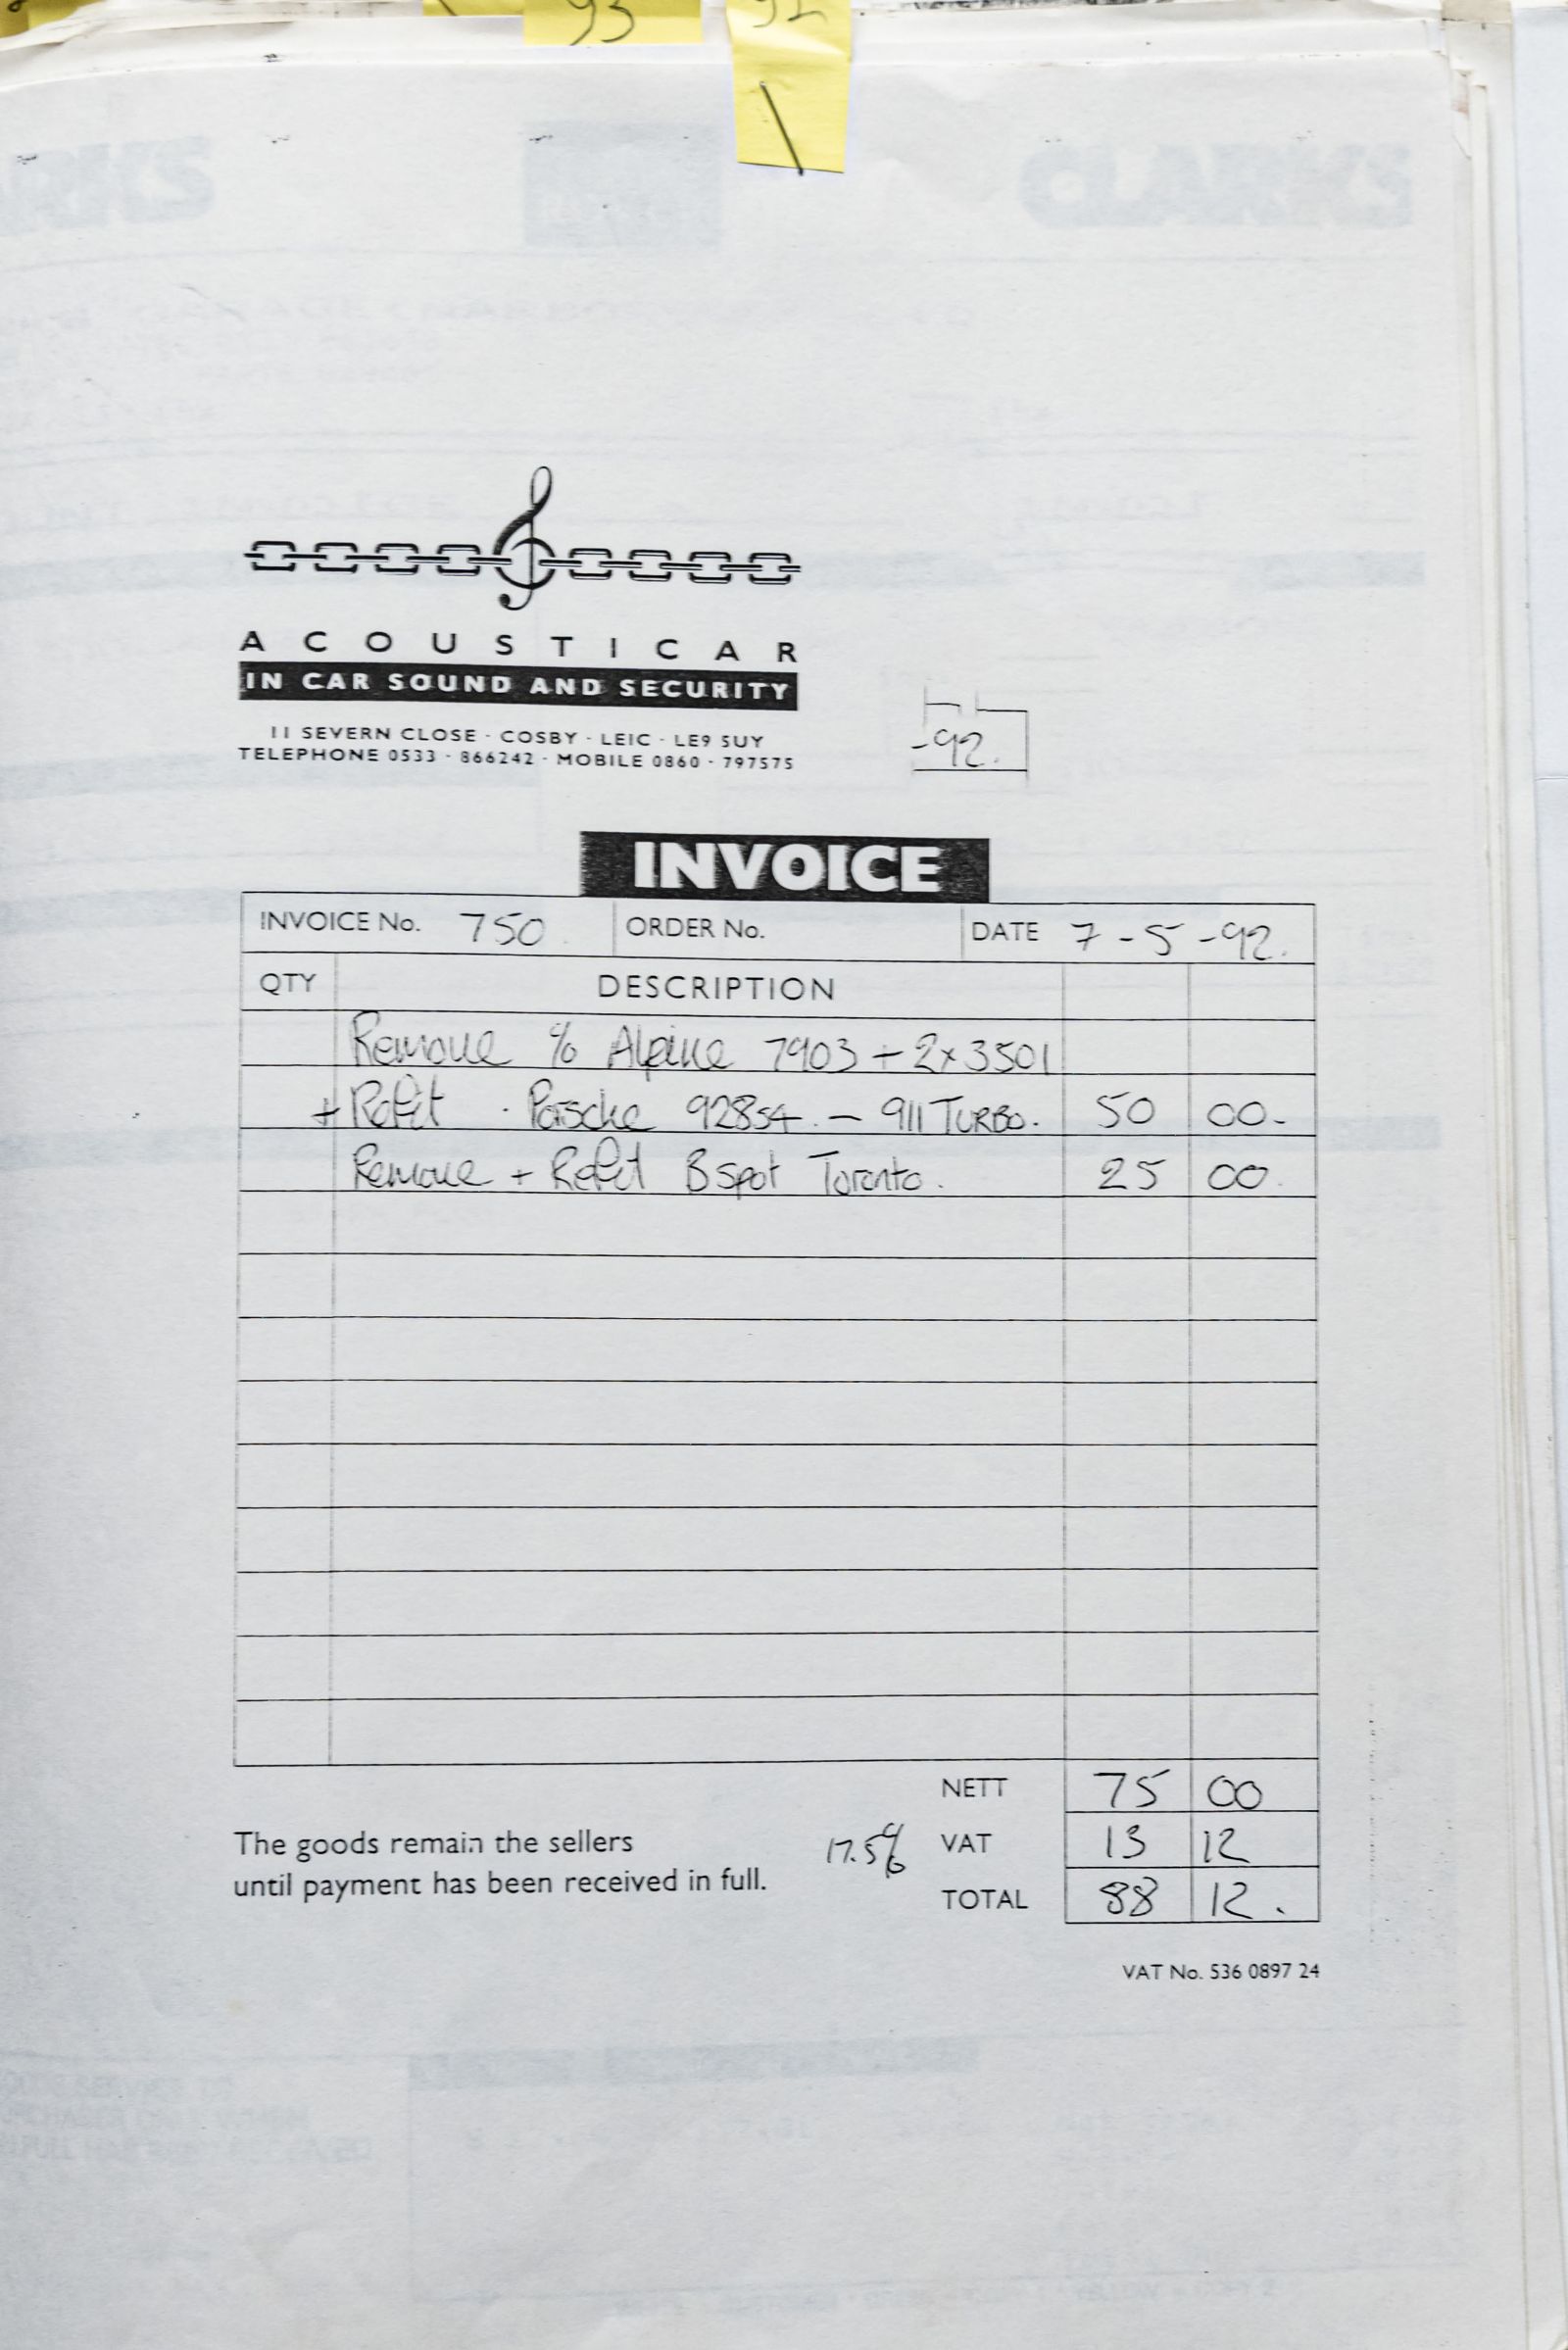 93
92
CLARKS
ACOUSTICAR
IN CAR SOUND AND SECURITY
11 SEVERN CLOSE · COSBY · LEIC · LE9 5UY
TELEPHONE 0533 · 866242 · MOBILE 0860 · 797575
-92.
INVOICE
INVOICE No. 750 ORDER No. DATE 7-5-92.
QTY DESCRIPTION
Remove % Alpine 7903 + 2x3501
+ Refit · Porsche 928S4. - 911 TURBO. 50 00-
Remove + Refit B spot Toronto. 25 00.
NETT 75 00
The goods remain the sellers 17.5% VAT 13 12
until payment has been received in full. TOTAL 88 12.
VAT No. 536 0897 24